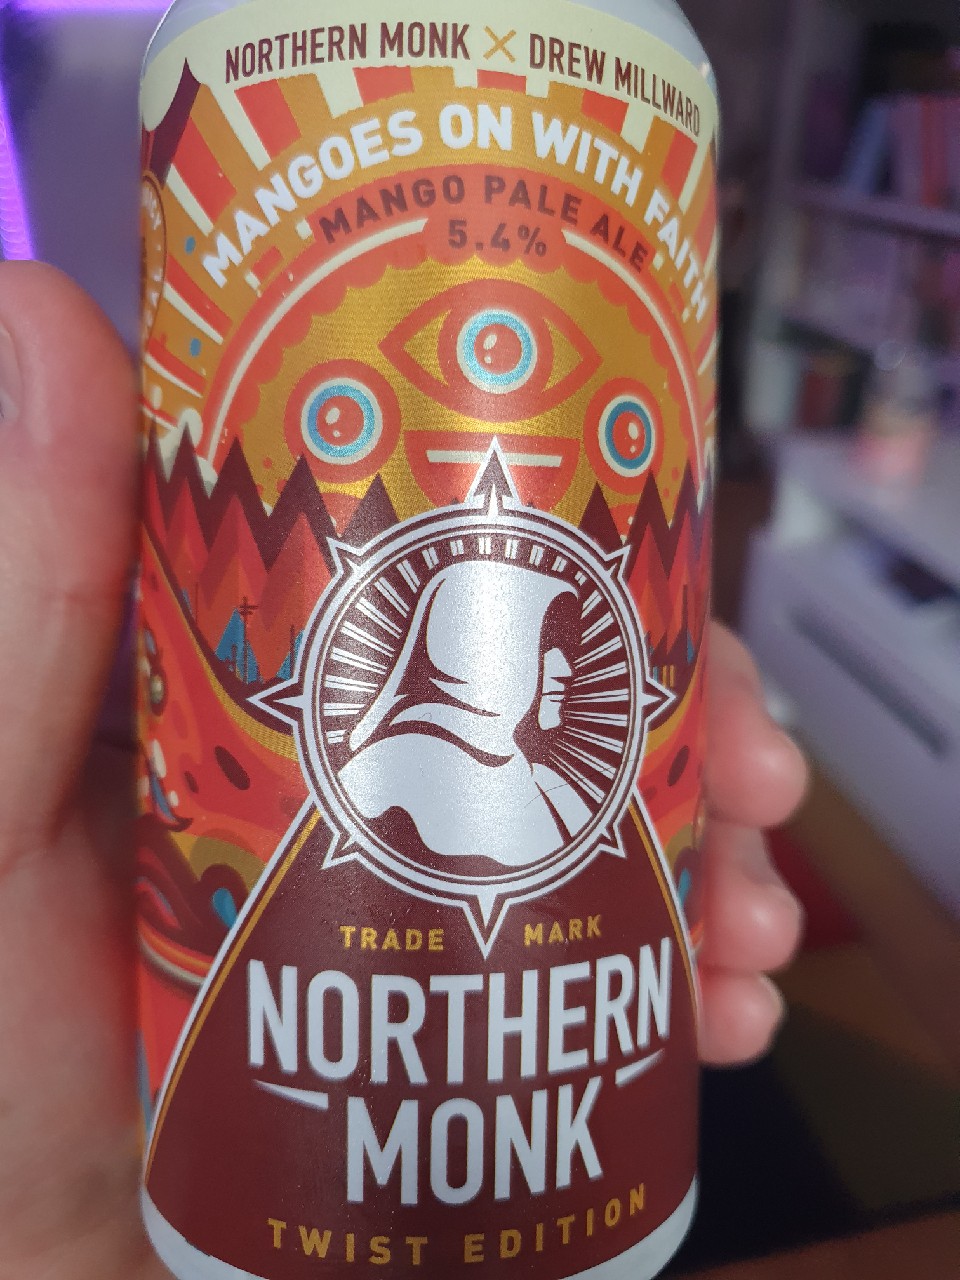 NORTHERN MONK X DREW MILLWARD
MANGOES ON WITH FAITH
MANGO PALE ALE
5.4%
TRADE MARK
NORTHERN
MONK
TWIST EDITION